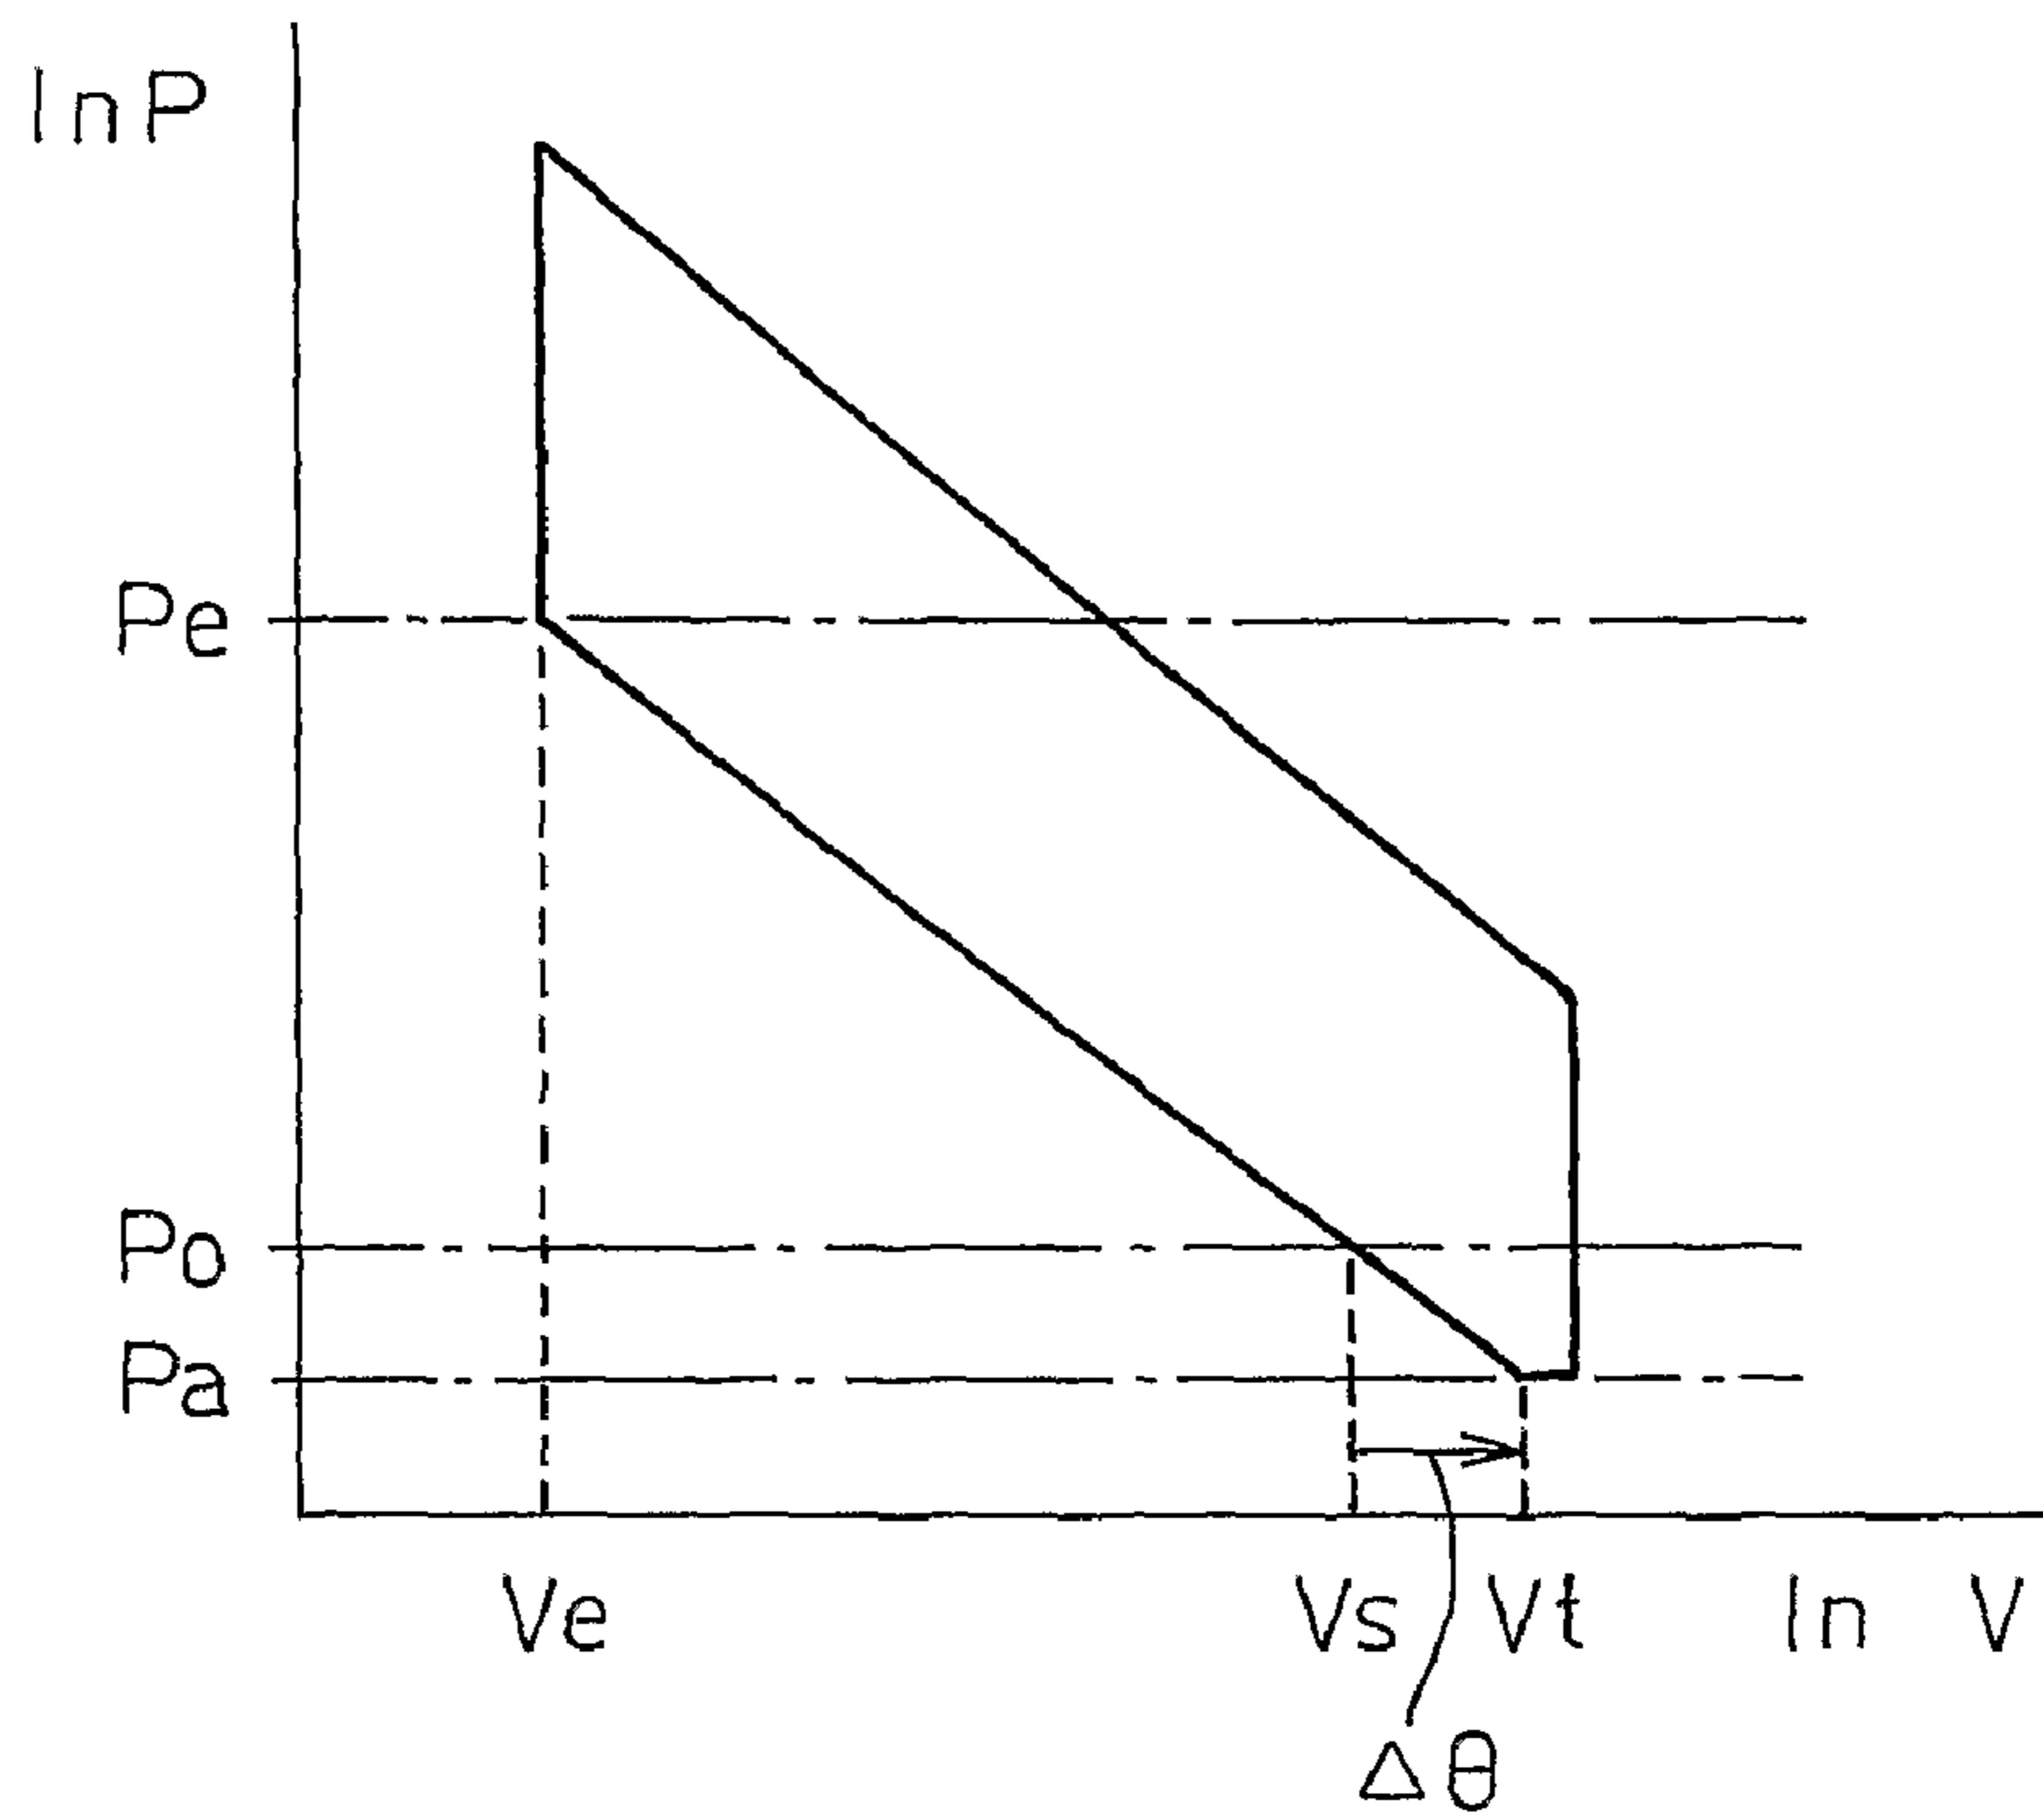 lnP
Pe
Po
Pa
Ve Vs Vt ln V
Δθ